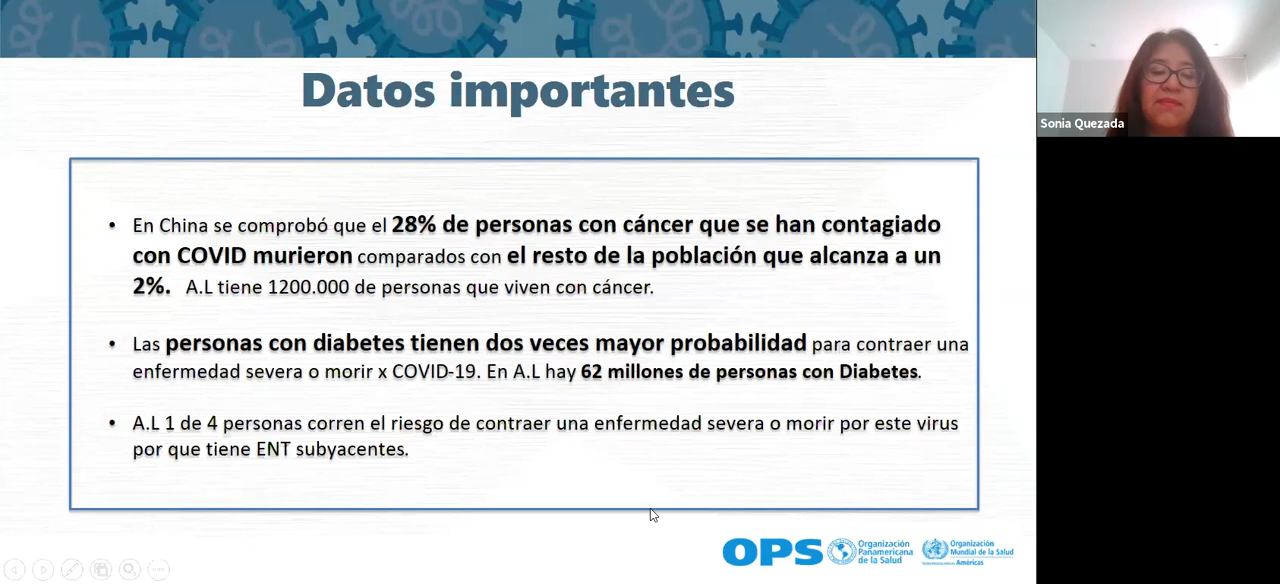 Datos importantes
Sonia Quezada
• En China se comprobó que el 28% de personas con cáncer que se han contagiado
con COVID murieron comparados con el resto de la población que alcanza a un
2%. A.L tiene 1200.000 de personas que viven con cáncer.
• Las personas con diabetes tienen dos veces mayor probabilidad para contraer una
enfermedad severa o morir x COVID-19. En A.L hay 62 millones de personas con Diabetes.
• A.L 1 de 4 personas corren el riesgo de contraer una enfermedad severa o morir por este virus
por que tiene ENT subyacentes.
OPS
Organización
Panamericana
de la Salud
Organización
Mundial de la Salud
Américas